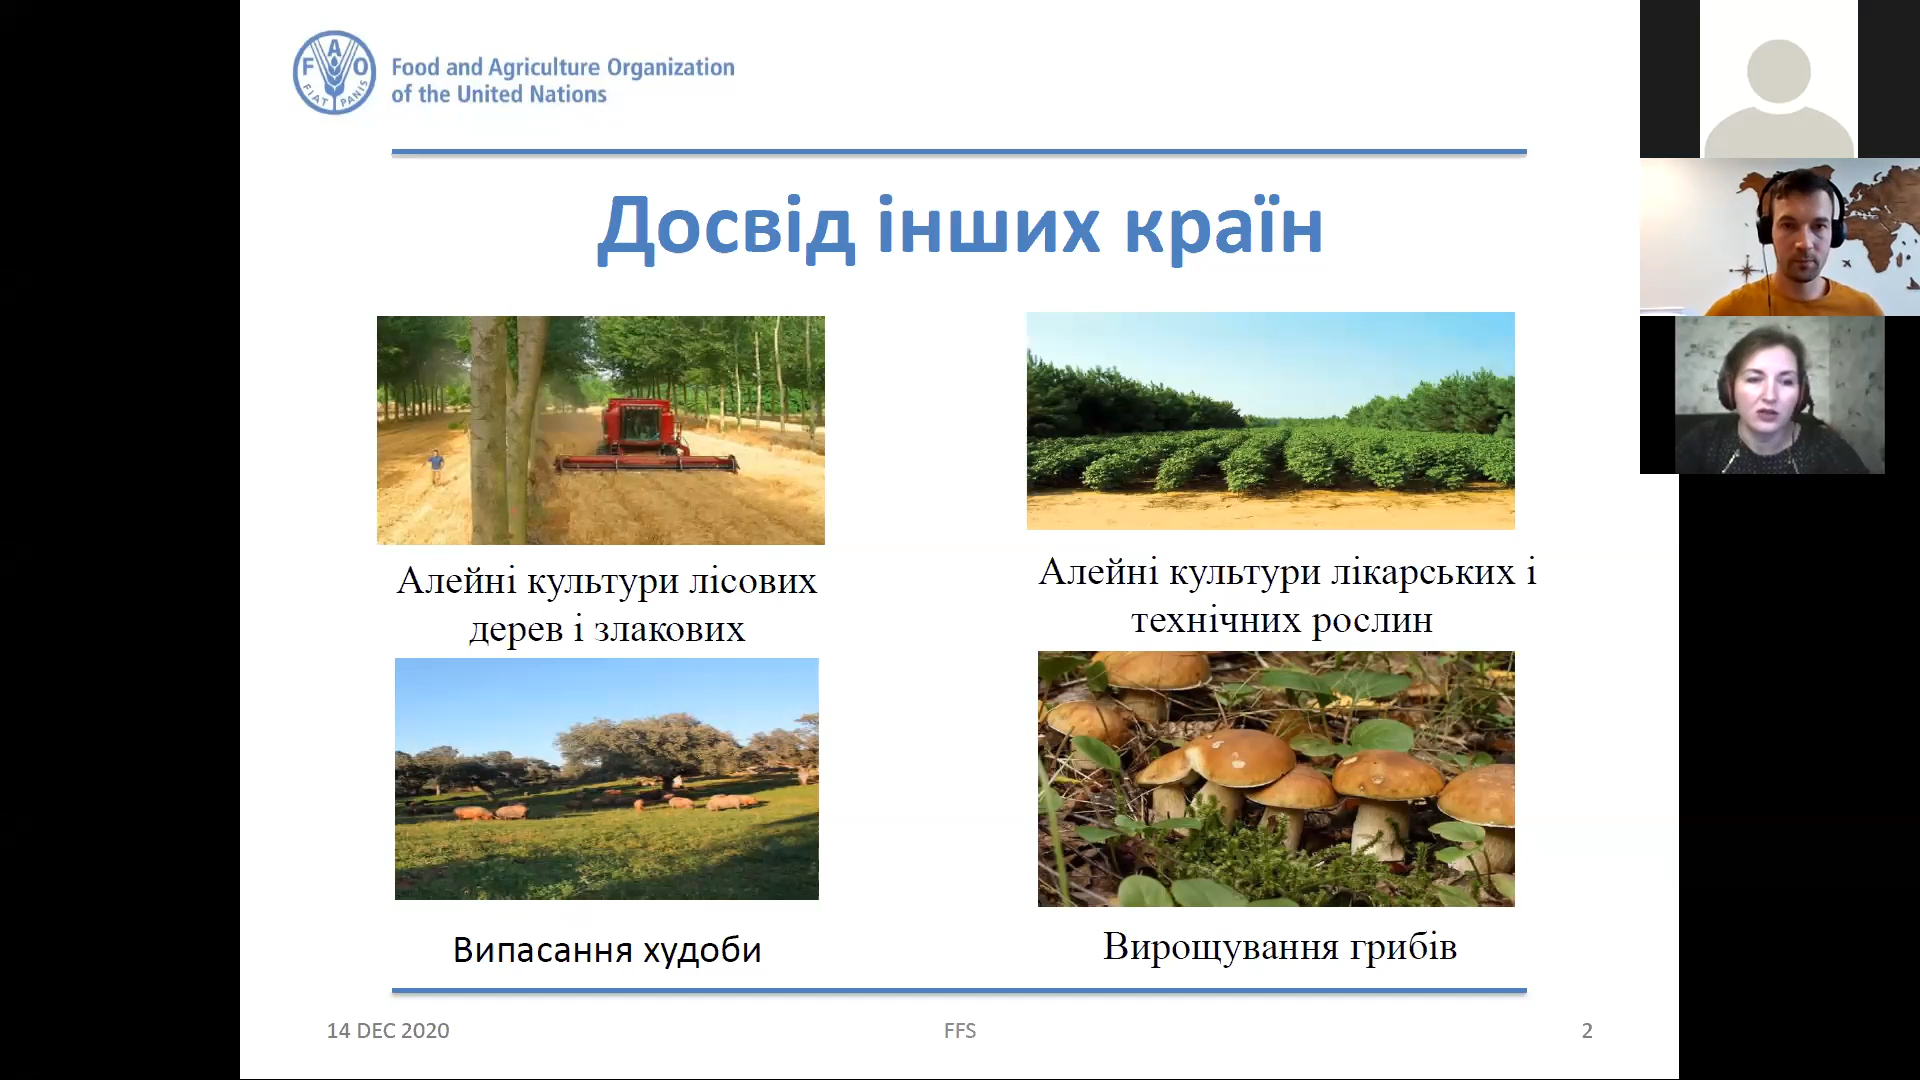 FAO
FIAT PANIS
Food and Agriculture Organization
of the United Nations
Досвід інших країн
Алейні культури лісових
дерев і злакових
Алейні культури лікарських і
технічних рослин
Випасання худоби
Вирощування грибів
14 DEC 2020
FFS
2